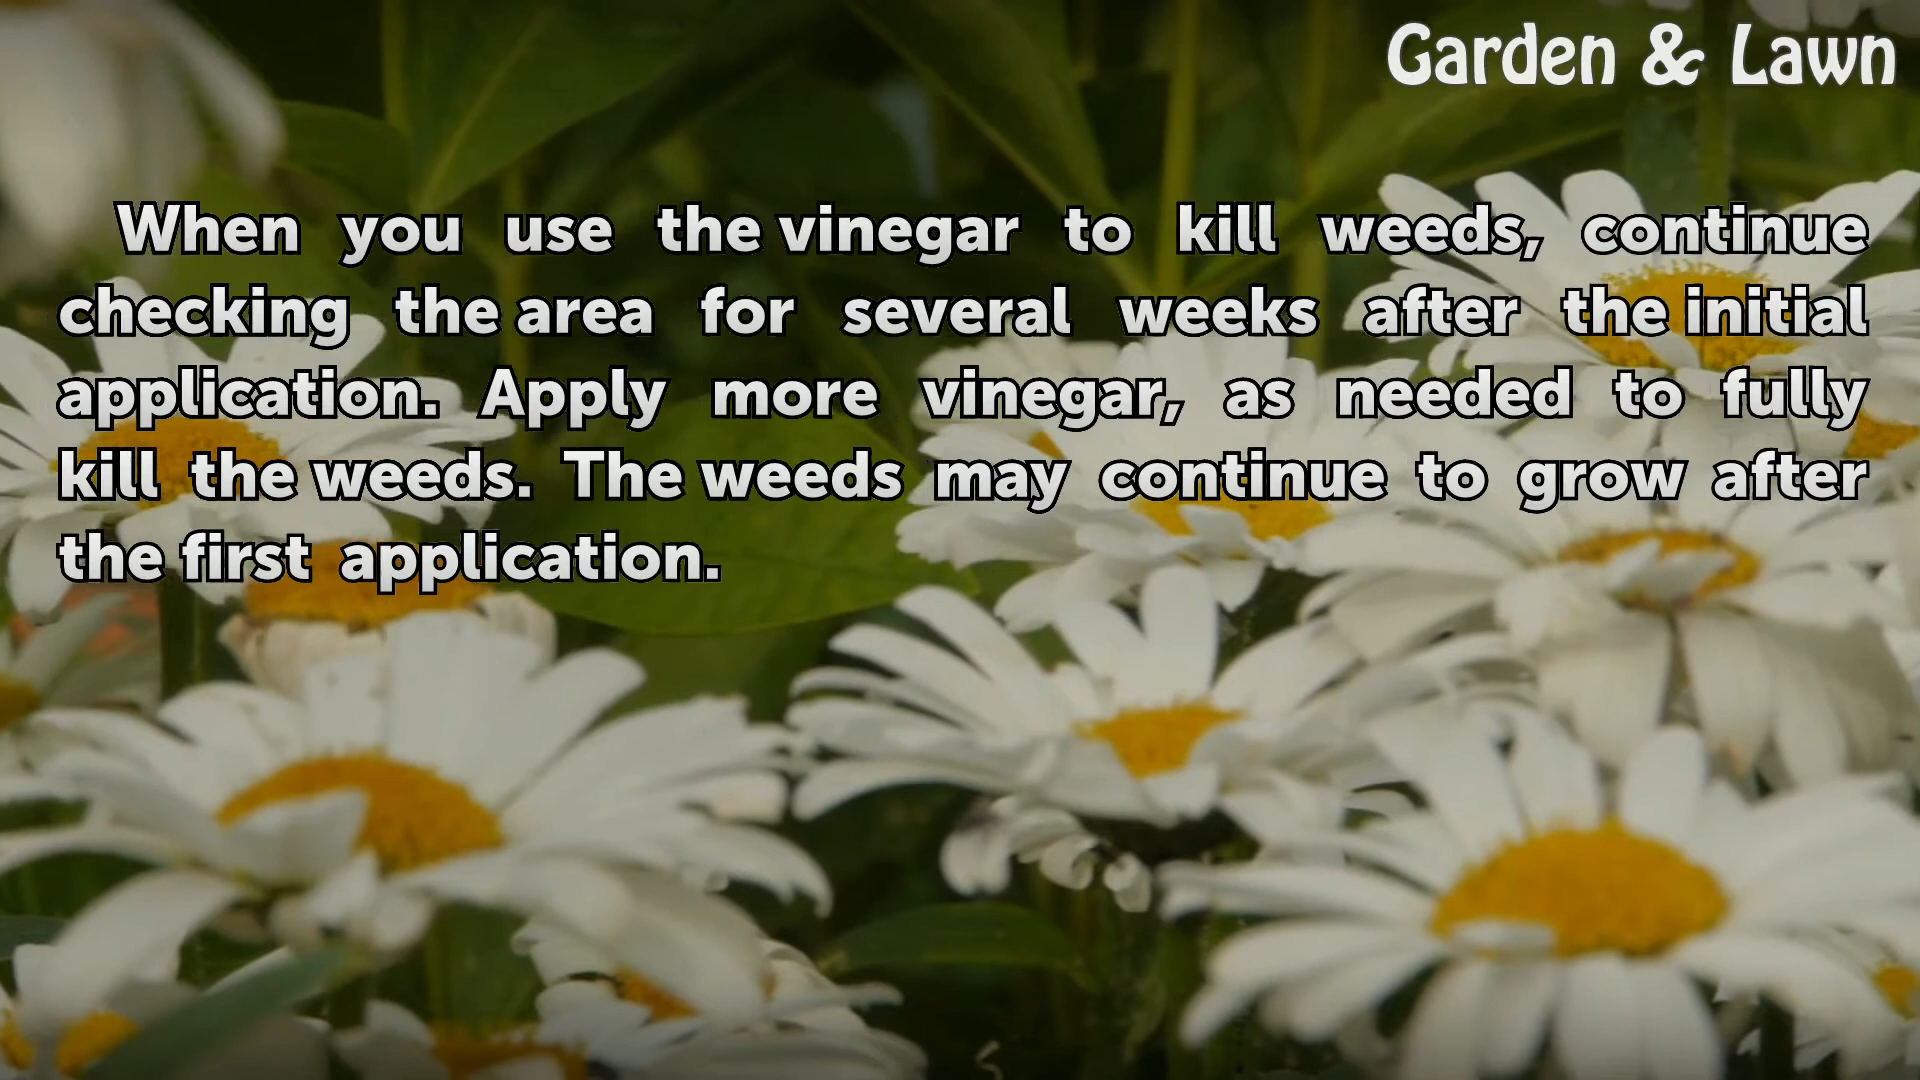 Garden & Lawn
When you use the vinegar to kill weeds, continue
checking the area for several weeks after the initial
application. Apply more vinegar, as needed to fully
kill the weeds. The weeds may continue to grow after
the first application.